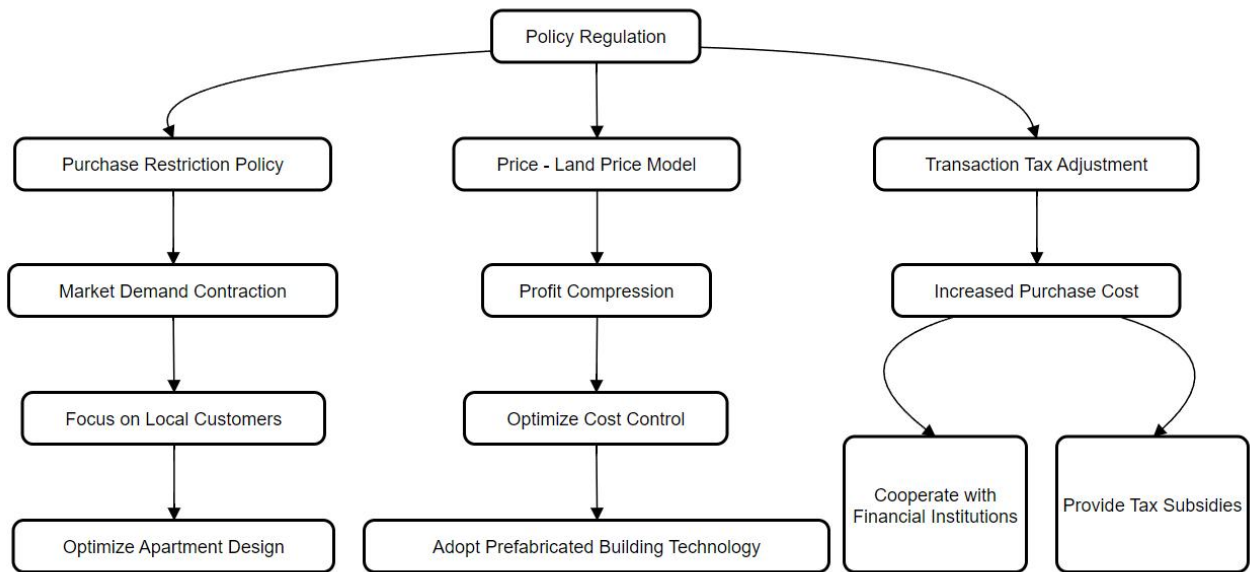 Policy Regulation
Purchase Restriction Policy
Price - Land Price Model
Transaction Tax Adjustment
Market Demand Contraction
Profit Compression
Increased Purchase Cost
Focus on Local Customers
Optimize Cost Control
Cooperate with
Financial Institutions
Provide Tax Subsidies
Optimize Apartment Design
Adopt Prefabricated Building Technology